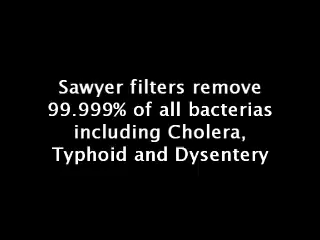 Sawyer filters remove
99.999% of all bacterias
including Cholera,
Typhoid and Dysentery